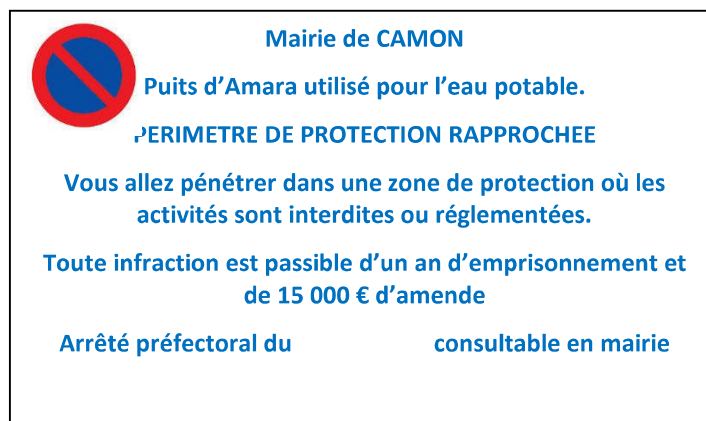 Mairie de CAMON
Puits d’Amara utilisé pour l’eau potable.
PERIMETRE DE PROTECTION RAPPROCHEE
Vous allez pénétrer dans une zone de protection où les
activités sont interdites ou réglementées.
Toute infraction est passible d’un an d’emprisonnement et
de 15 000 € d’amende
Arrêté préfectoral du consultable en mairie